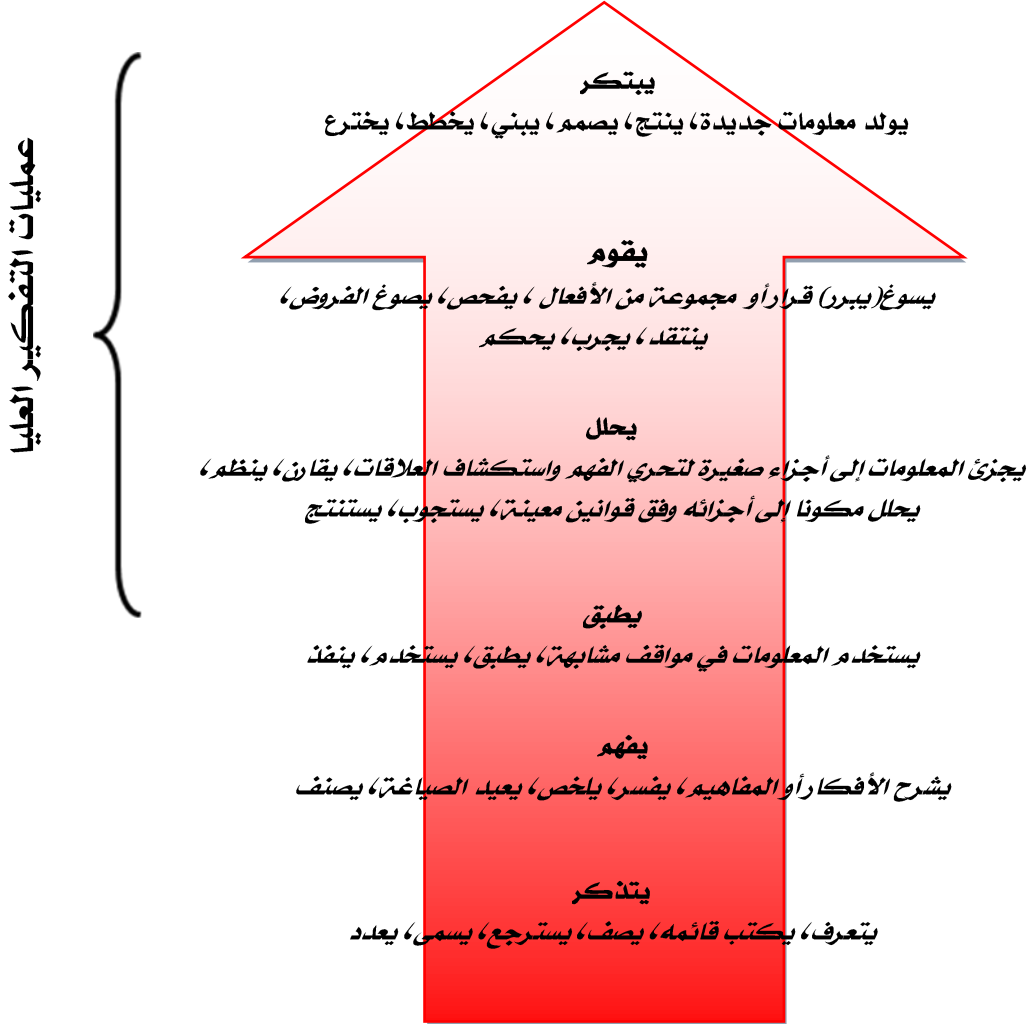 عمليات التفكير العليا
يبتكر
يولد معلومات جديدة، ينتج، يصمم، يبني، يخطط، يخترع
يقوم
يسوغ(يبرر) قرار أو مجموعة من الأفعال ، يفحص، يصوغ الفروض،
ينتقد ، يجرب، يحكم
يحلل
يجزئ المعلومات إلى أجزاء صغيرة لتحري الفهم واستكشاف العلاقات، يقارن، ينظم،
يحلل مكونا إلى أجزائه وفق قوانين معينة، يستجوب، يستنتج
يطبق
يستخدم المعلومات في مواقف مشابهة، يطبق، يستخدم، ينفذ
يفهم
يشرح الأفكار أو المفاهيم، يفسر، يلخص، يعيد الصياغة، يصنف
يتذكر
يتعرف، يكتب قائمه، يصف، يسترجع، يسمى، يعدد